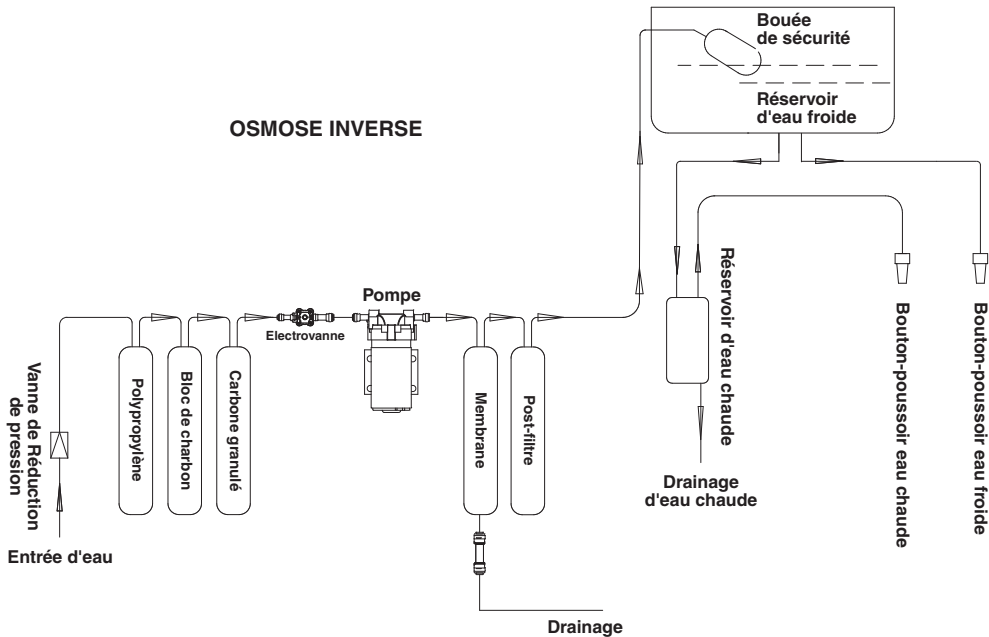 Bouée
de sécurité
Réservoir
d'eau froide
OSMOSE INVERSE
Pompe
Electrovanne
Vanne de Réduction
de pression
Polypropylène
Bloc de charbon
Carbone granulé
Membrane
Post-filtre
Réservoir d'eau chaude
Bouton-poussoir eau chaude
Bouton-poussoir eau froide
Drainage
d'eau chaude
Entrée d'eau
Drainage